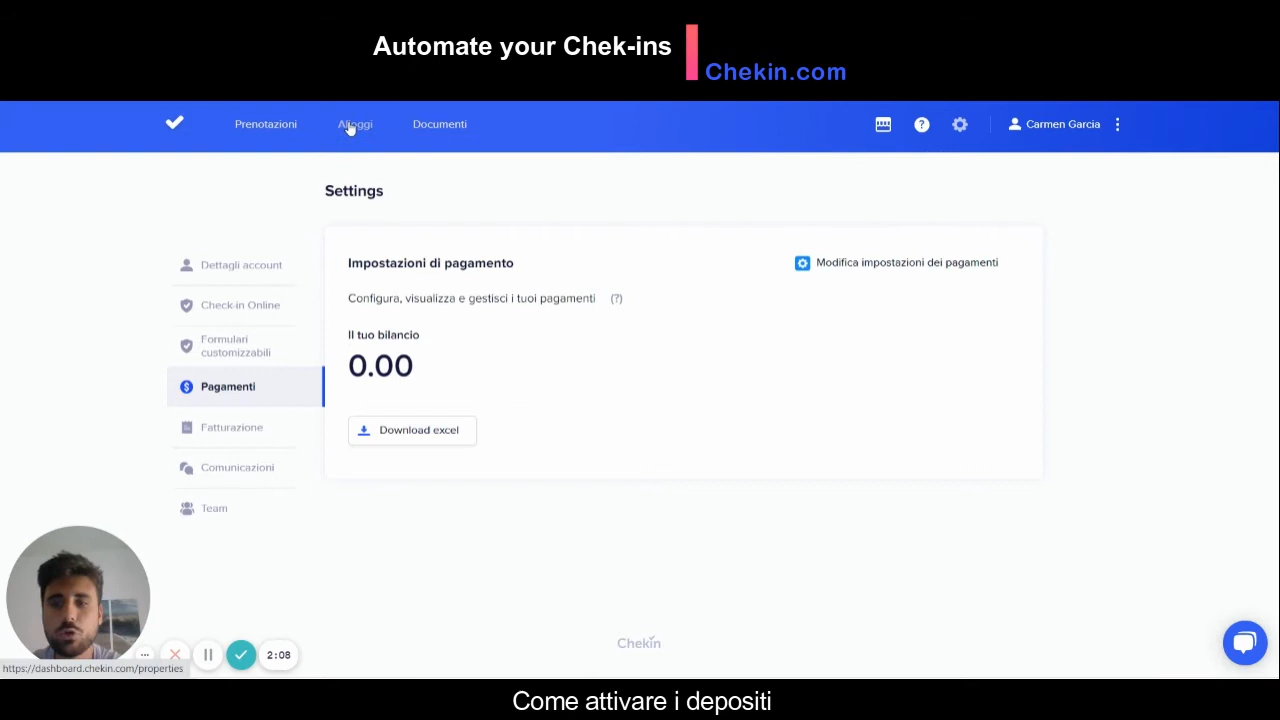 Automate your Chek-ins
Chekin.com
Prenotazioni
Alloggi
Documenti
Carmen Garcia
Settings
Dettagli account
Check-in Online
Formulari
customizzabili
Pagamenti
Fatturazione
Comunicazioni
Team
Impostazioni di pagamento
Modifica impostazioni dei pagamenti
Configura, visualizza e gestisci i tuoi pagamenti (?)
Il tuo bilancio
0.00
Download excel
Chekin
2:08
https://dashboard.chekin.com/properties
Come attivare i depositi